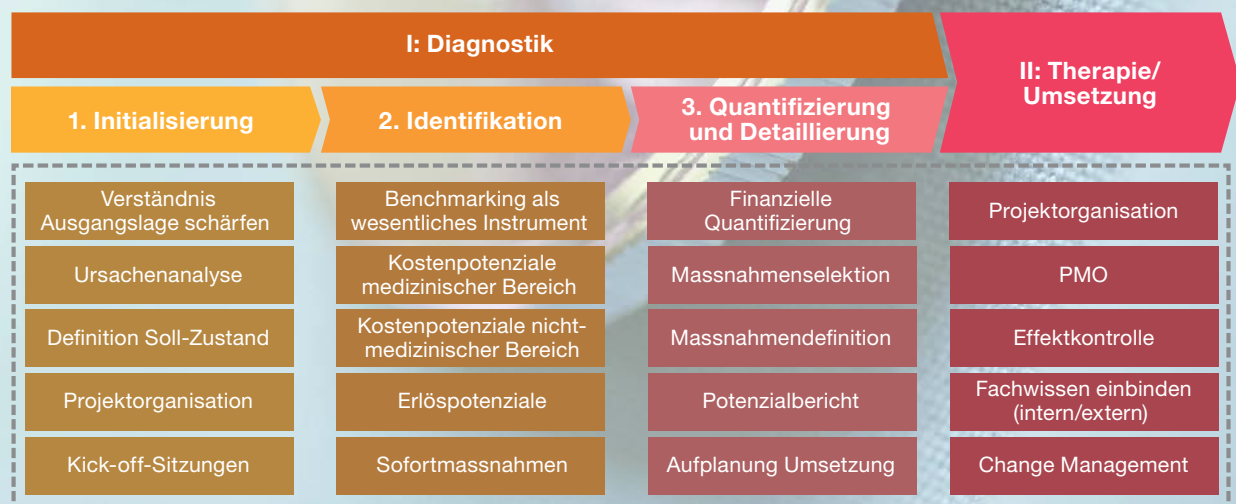 I: Diagnostik
II: Therapie/
Umsetzung
1. Initialisierung
2. Identifikation
3. Quantifizierung
und Detaillierung
Verständnis
Ausgangslage schärfen
Ursachenanalyse
Definition Soll-Zustand
Projektorganisation
Kick-off-Sitzungen
Benchmarking als
wesentliches Instrument
Kostenpotenziale
medizinischer Bereich
Kostenpotenziale nicht-
medizinischer Bereich
Erlöspotenziale
Sofortmassnahmen
Finanzielle
Quantifizierung
Massnahmenselektion
Massnahmendefinition
Potenzialbericht
Aufplanung Umsetzung
Projektorganisation
PMO
Effektkontrolle
Fachwissen einbinden
(intern/extern)
Change Management